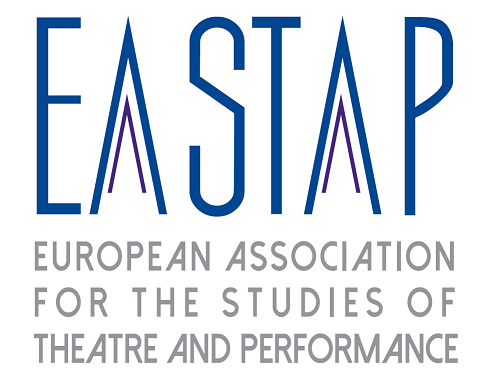 EASTAP
EUROPEAN ASSOCIATION
FOR THE STUDIES OF
THEATRE AND PERFORMANCE